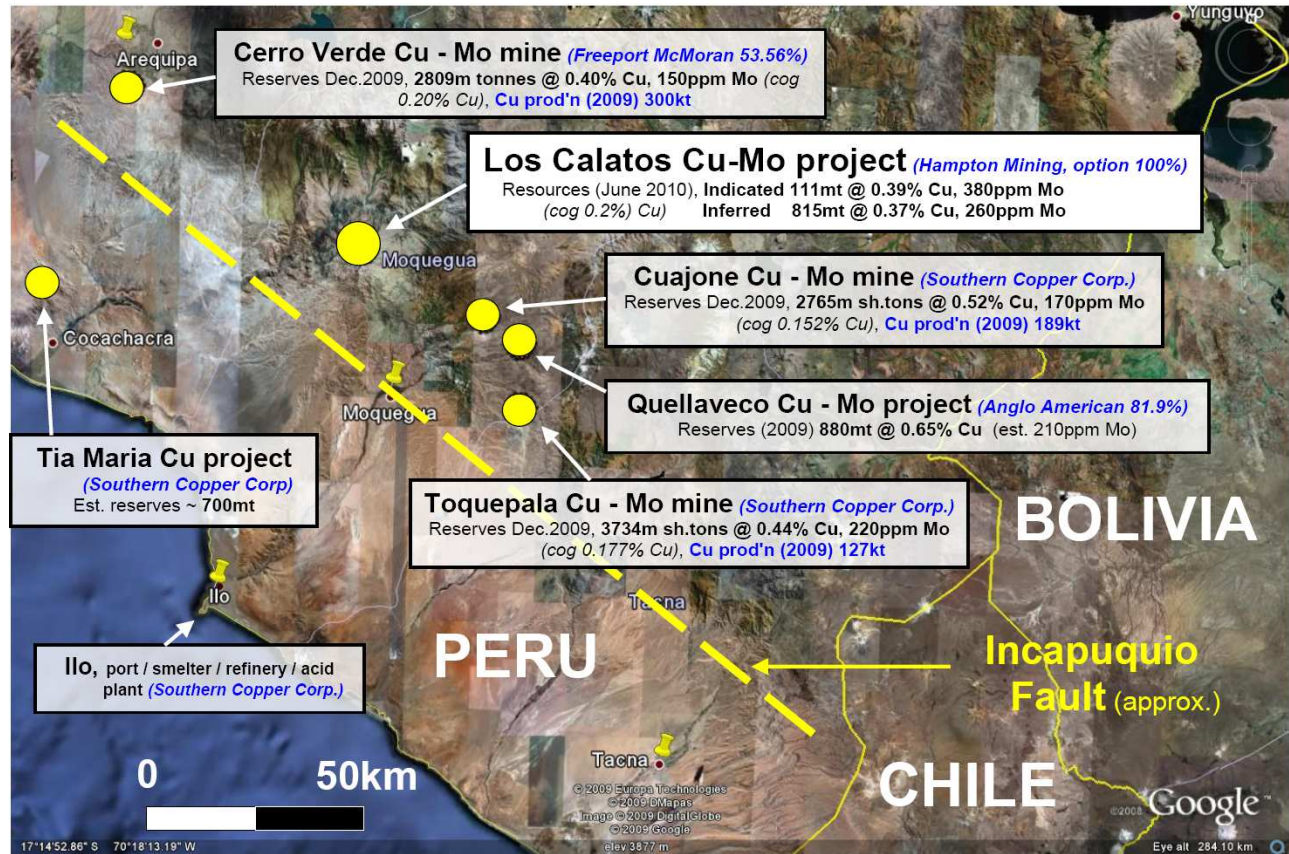 Yunguyo
Arequipa
Cerro Verde Cu - Mo mine (Freeport McMoran 53.56%)
Reserves Dec.2009, 2809m tonnes @ 0.40% Cu, 150ppm Mo (cog
0.20% Cu), Cu prod'n (2009) 300kt
Los Calatos Cu-Mo project (Hampton Mining, option 100%)
Resources (June 2010), Indicated 111mt @ 0.39% Cu, 380ppm Mo
(cog 0.2%) Cu) Inferred 815mt @ 0.37% Cu, 260ppm Mo
Moquegua
Cuajone Cu - Mo mine (Southern Copper Corp.)
Reserves Dec.2009, 2765m sh.tons @ 0.52% Cu, 170ppm Mo
(cog 0.152% Cu), Cu prod'n (2009) 189kt
Cocachacra
Moquegua
Quellaveco Cu - Mo project (Anglo American 81.9%)
Reserves (2009) 880mt @ 0.65% Cu (est. 210ppm Mo)
Tia Maria Cu project
(Southern Copper Corp)
Est. reserves ~ 700mt
Toquepala Cu - Mo mine (Southern Copper Corp.)
Reserves Dec.2009, 3734m sh.tons @ 0.44% Cu, 220ppm Mo
(cog 0.177% Cu), Cu prod'n (2009) 127kt
BOLIVIA
Ilo
Tacna
PERU
Ilo, port / smelter / refinery / acid
plant (Southern Copper Corp.)
Incapuquio
Fault (approx.)
0 50km
Tacna
CHILE
© 2009 Europa Technologies
© 2009 DMapas
Image © 2009 DigitalGlobe
© 2009 Google
©2008 Google™
17°14'52.86" S 70°18'13.19" W
elev 3877 m
Eye alt 284.10 km